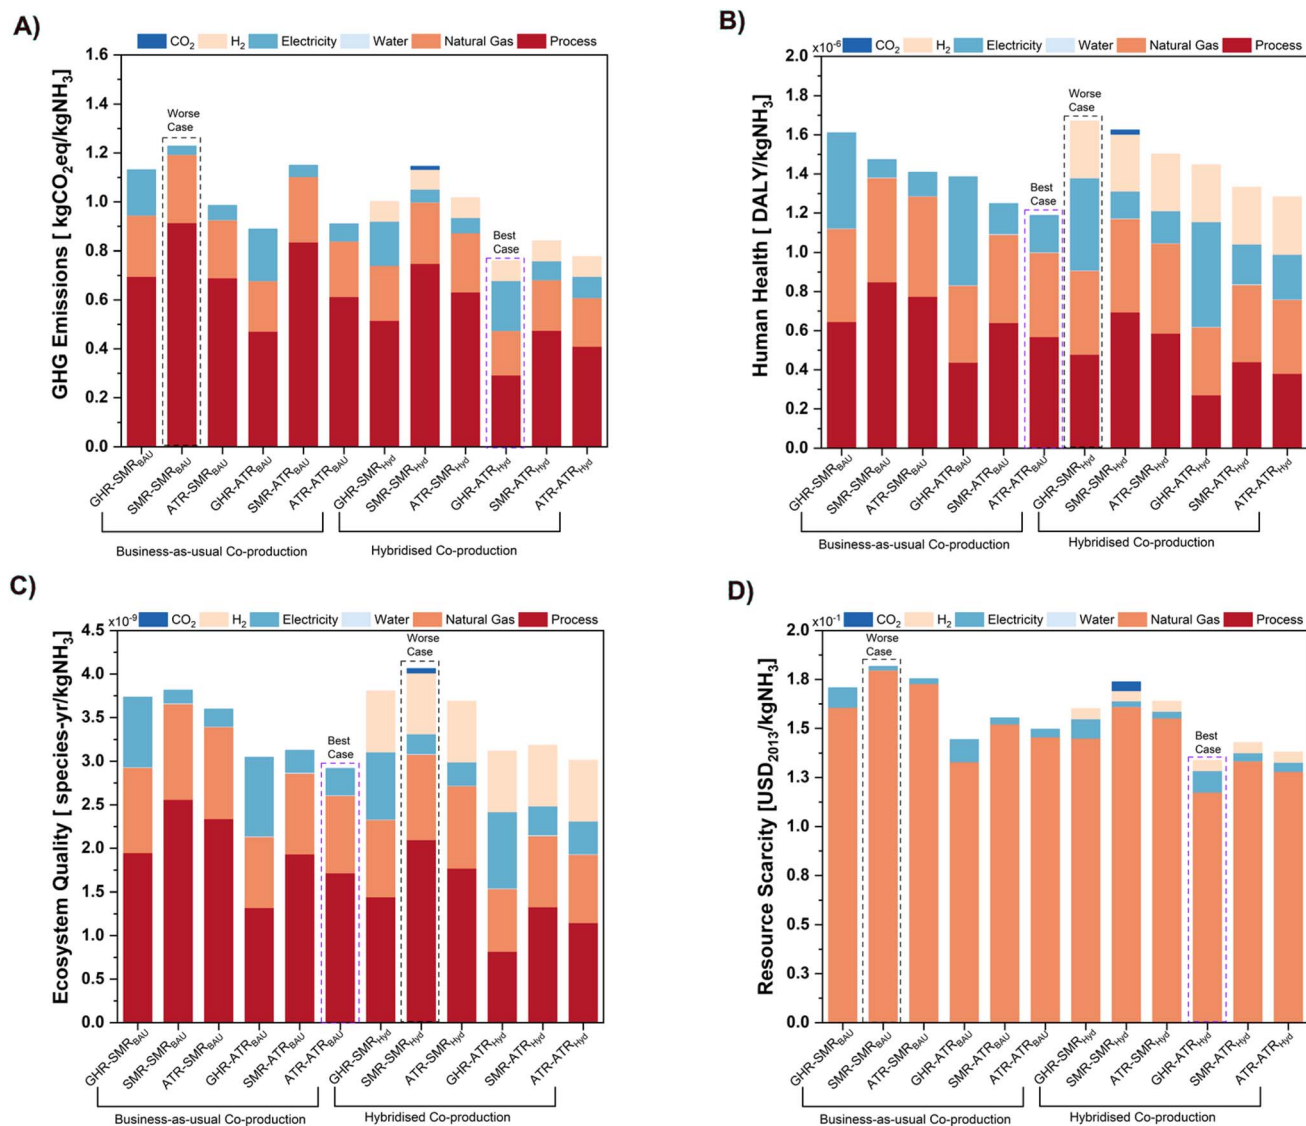 A)
CO2 H2 Electricity Water Natural Gas Process
GHG Emissions [ kgCO2eq/kgNH3]
1.6
1.4
1.2
1.0
0.8
0.6
0.4
0.2
0.0
Worse
Case
Best
Case
GHR-SMRBAU
SMR-SMRBAU
ATR-SMRBAU
GHR-ATRBAU
SMR-ATRBAU
ATR-ATRBAU
GHR-SMRHyd
SMR-SMRHyd
ATR-SMRHyd
GHR-ATRHyd
SMR-ATRHyd
ATR-ATRHyd
Business-as-usual Co-production
Hybridised Co-production
B)
x10-6
CO2 H2 Electricity Water Natural Gas Process
Human Health [ DALY/kgNH3]
2.0
1.8
1.6
1.4
1.2
1.0
0.8
0.6
0.4
0.2
0.0
Worse
Case
Best
Case
GHR-SMRBAU
SMR-SMRBAU
ATR-SMRBAU
GHR-ATRBAU
SMR-ATRBAU
ATR-ATRBAU
GHR-SMRHyd
SMR-SMRHyd
ATR-SMRHyd
GHR-ATRHyd
SMR-ATRHyd
ATR-ATRHyd
Business-as-usual Co-production
Hybridised Co-production
C)
x10-9
CO2 H2 Electricity Water Natural Gas Process
Ecosystem Quality [ species-yr/kgNH3]
4.5
4.0
3.5
3.0
2.5
2.0
1.5
1.0
0.5
0.0
Worse
Case
Best
Case
GHR-SMRBAU
SMR-SMRBAU
ATR-SMRBAU
GHR-ATRBAU
SMR-ATRBAU
ATR-ATRBAU
GHR-SMRHyd
SMR-SMRHyd
ATR-SMRHyd
GHR-ATRHyd
SMR-ATRHyd
ATR-ATRHyd
Business-as-usual Co-production
Hybridised Co-production
D)
x10-1
CO2 H2 Electricity Water Natural Gas Process
Resource Scarcity [USD2013/kgNH3]
2.0
1.8
1.5
1.3
1.0
0.8
0.5
0.3
0.0
Worse
Case
Best
Case
GHR-SMRBAU
SMR-SMRBAU
ATR-SMRBAU
GHR-ATRBAU
SMR-ATRBAU
ATR-ATRBAU
GHR-SMRHyd
SMR-SMRHyd
ATR-SMRHyd
GHR-ATRHyd
SMR-ATRHyd
ATR-ATRHyd
Business-as-usual Co-production
Hybridised Co-production